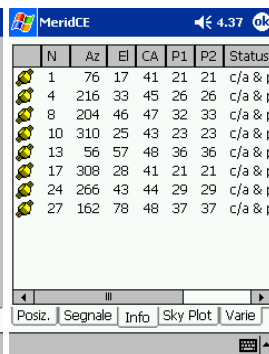 MeridCE 4.37 ok
N Az El CA P1 P2 Status
1 76 17 41 21 21 c/a & p
4 216 33 45 26 26 c/a & p
8 204 46 47 32 33 c/a & p
10 310 25 43 23 23 c/a & p
13 56 57 48 36 36 c/a & p
17 308 28 41 21 21 c/a & p
24 266 43 44 29 29 c/a & p
27 162 78 48 37 37 c/a & p
Posiz. Segnale Info Sky Plot Varie